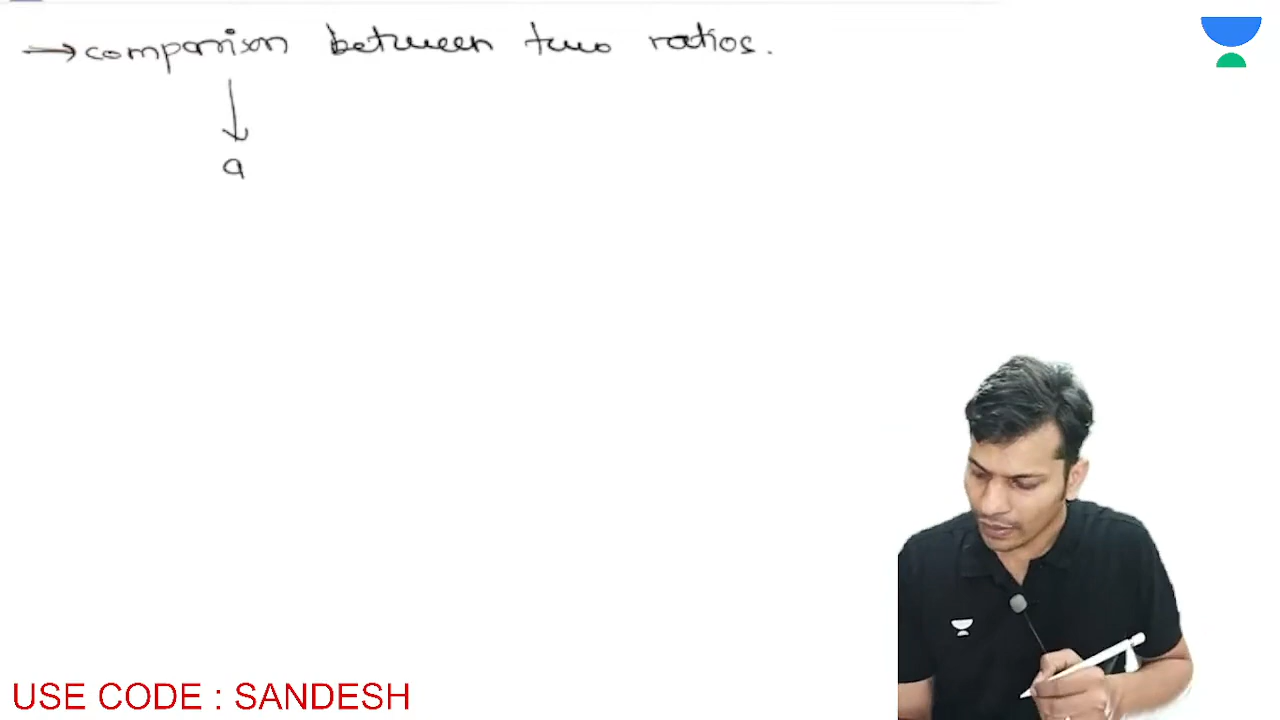 → comparison between two ratios.
↓
a
USE CODE : SANDESH